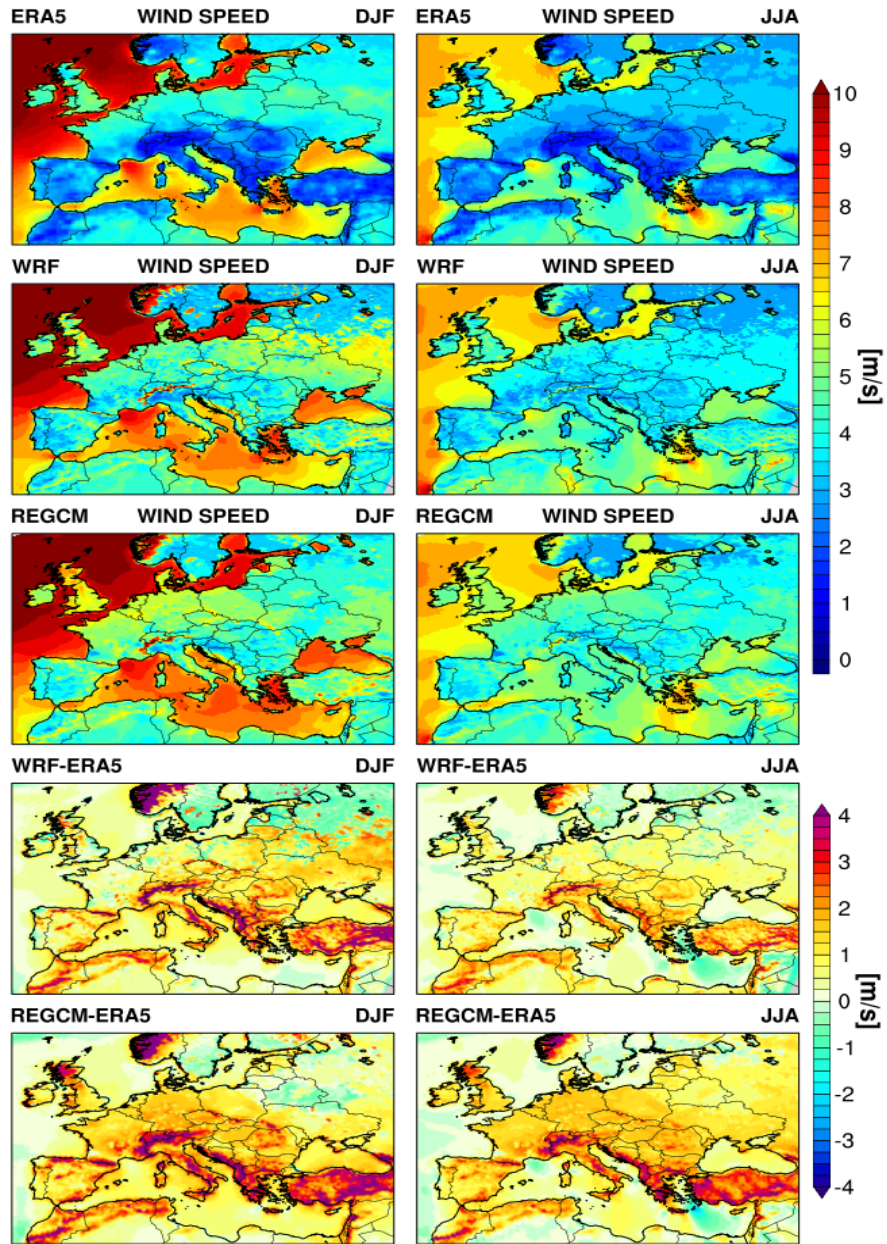 ERA5 WIND SPEED DJF
ERA5 WIND SPEED JJA
WRF WIND SPEED DJF
WRF WIND SPEED JJA
REGCM WIND SPEED DJF
REGCM WIND SPEED JJA
10
9
8
7
6
5
4
3
2
1
0
[m/s]
WRF-ERA5 DJF
WRF-ERA5 JJA
REGCM-ERA5 DJF
REGCM-ERA5 JJA
4
3
2
1
0
-1
-2
-3
-4
[m/s]